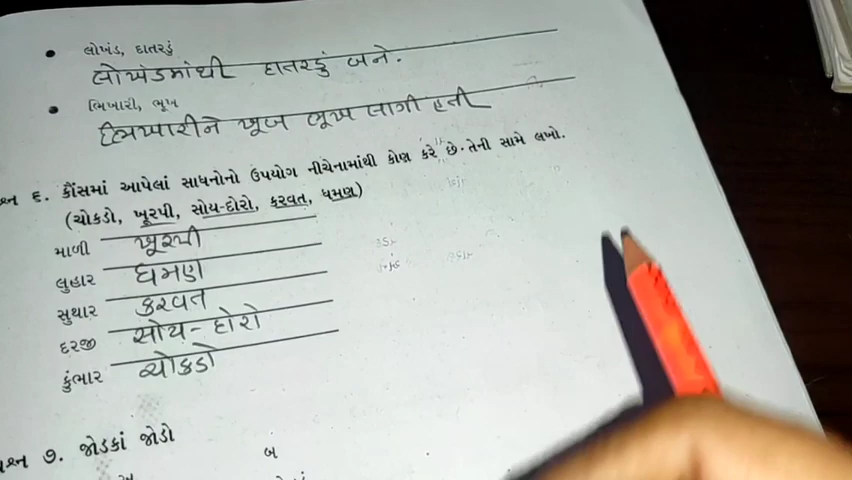 • લોખંડ, દાતરડું
લોખંડમાંથી દાતરડું બને.
• ભિખારી, ભૂખ
ભિખારીને ખૂબ ભૂખ લાગી હતી
પ્રશ્ન ૬. કૌંસમાં આપેલાં સાધનોનો ઉપયોગ નીચેનામાંથી કોણ કરે છે. તેની સામે લખો.
(ચોકડો, ખૂરપી, સોય-દોરો, કરવત, ધમણ)
માળી ખૂરપી
લુહાર ધમણ
સુથાર કરવત
દરજી સોય - દોરો
કુંભાર ચોકડો
પ્રશ્ન ૭. જોડકાં જોડો
અ બ